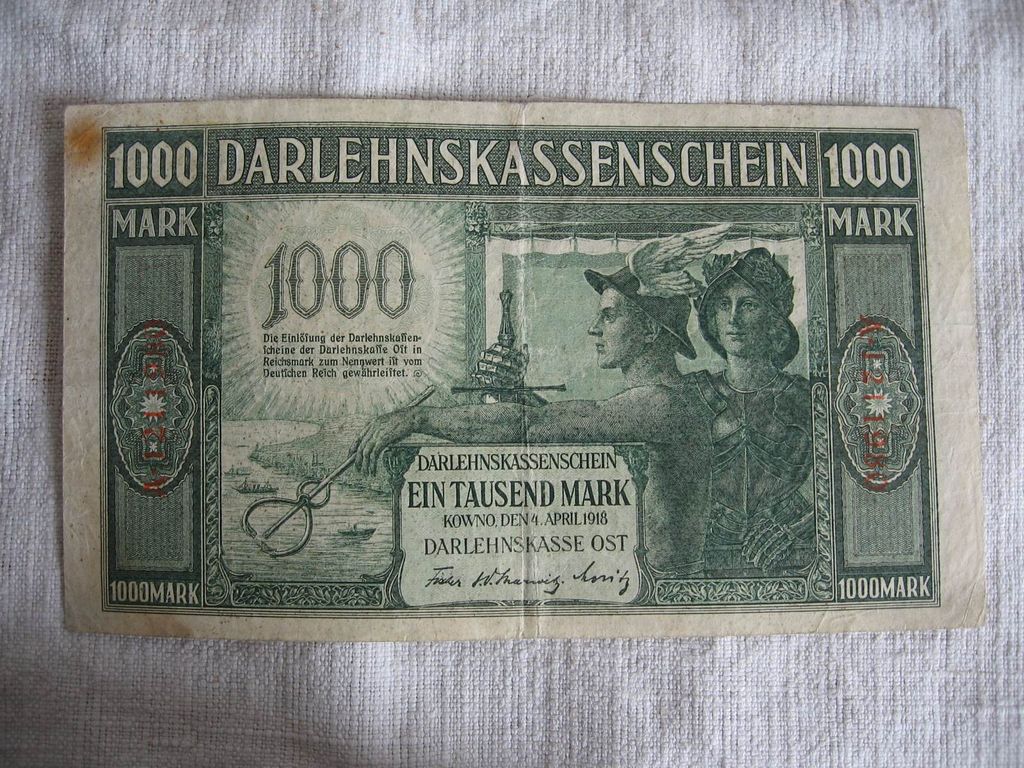 1000 DARLEHNSKASSENSCHEIN 1000
MARK MARK
1000
Die Einlöſung der Darlehnskaſſen-
ſcheine der Darlehnskaſſe Oſt in
Reichsmark zum Nennwert iſt vom
Deutſchen Reich gewährleiſtet.
DARLEHNSKASSENSCHEIN
EIN TAUSEND MARK
KOWNO, DEN 4. APRIL 1918
DARLEHNSKASSE OST
1000MARK 1000MARK